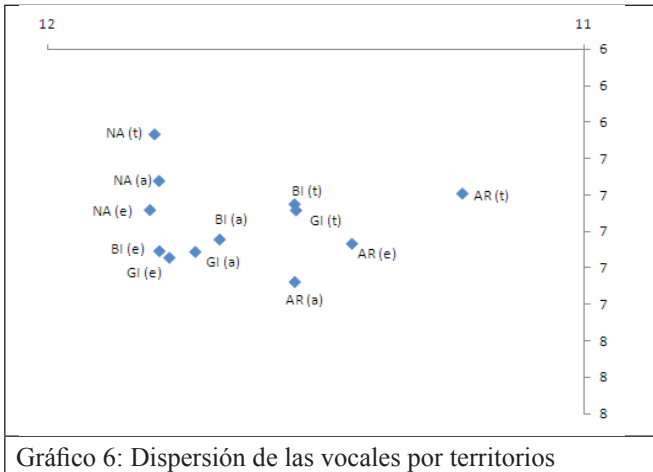 12 11
6
6
6
NA (t)
7
NA (a)
BI (t)
7
AR (t)
NA (e)
GI (t)
BI (a)
7
BI (e)
AR (e)
GI (a)
7
GI (e)
AR (a)
7
8
8
8
Gráfico 6: Dispersión de las vocales por territorios